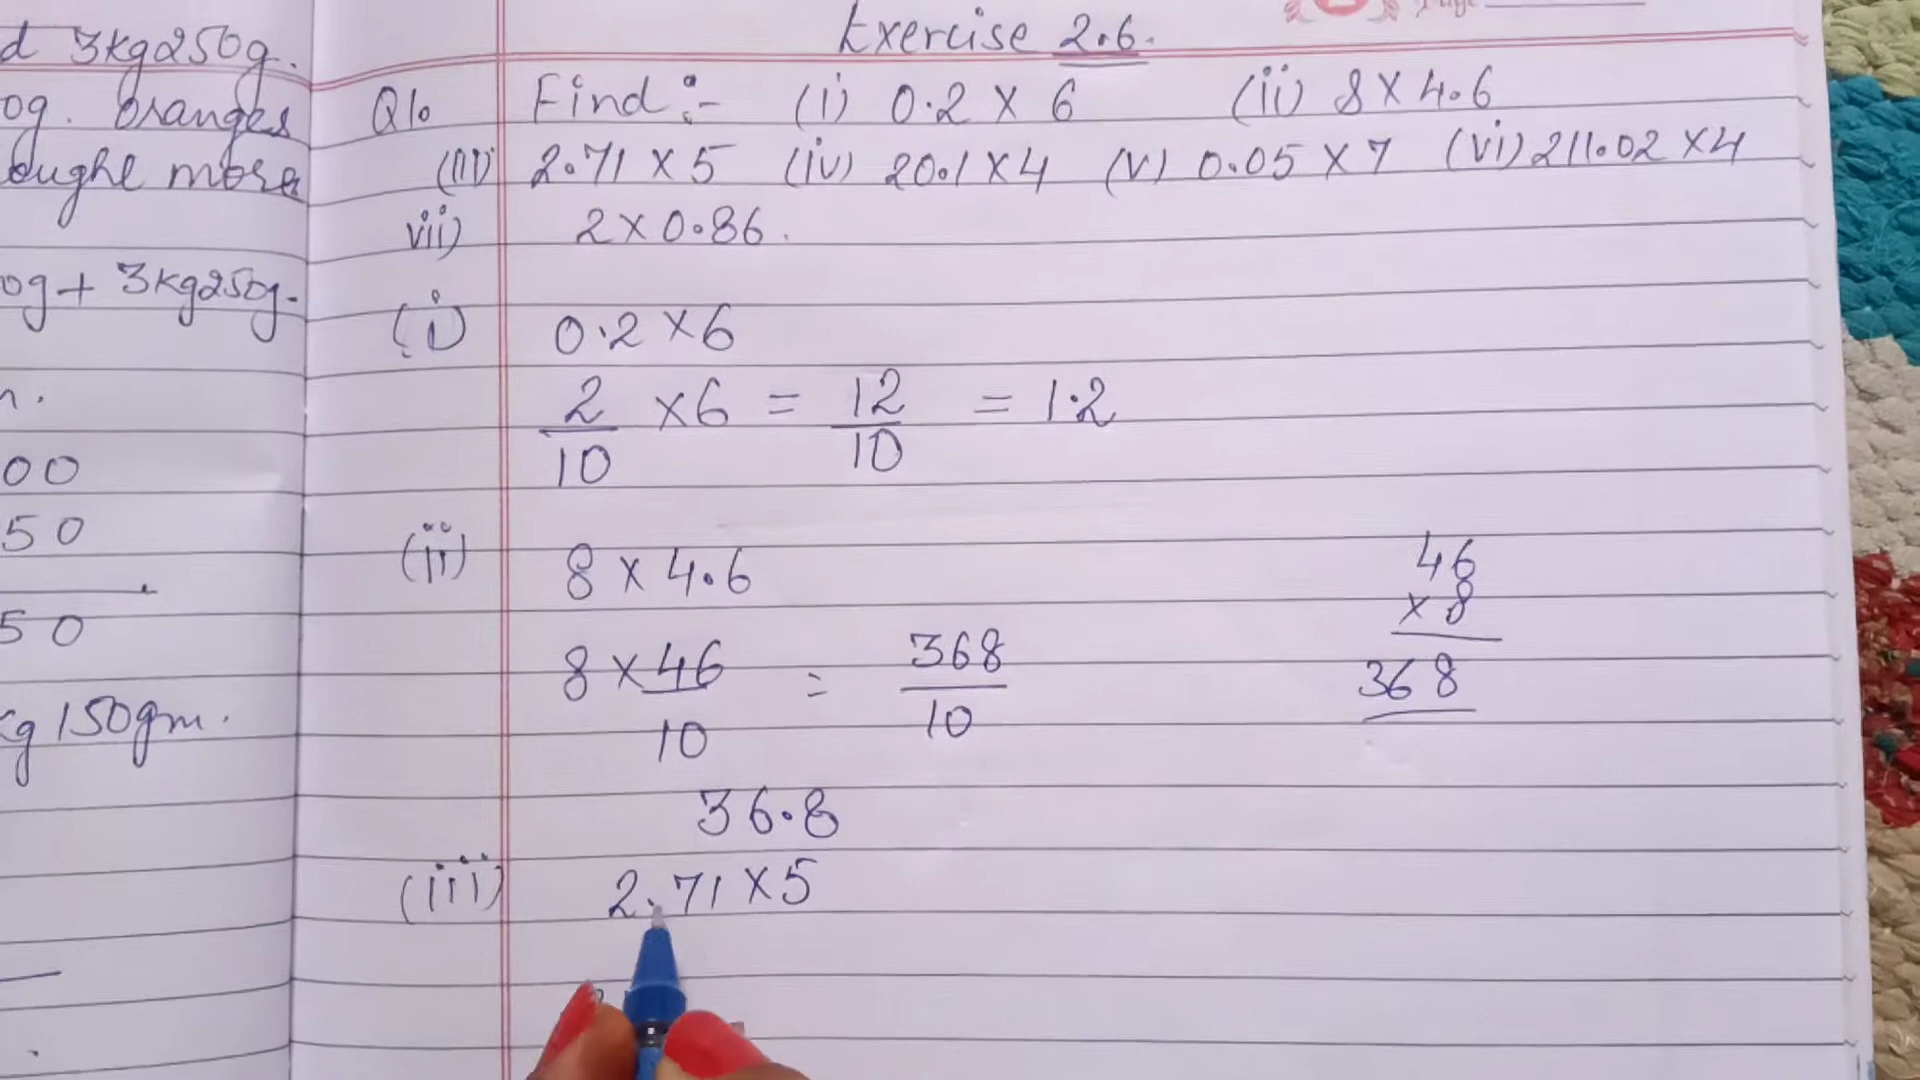 d 3kg250g.
og. oranges
more
og + 3kg250g.
00
50
50
kg 150gm.
Exercise 2.6.
Q1. Find :- (i) 0.2 × 6 (ii) 8 × 4.6
(iii) 2.71 × 5 (iv) 20.1 × 4 (v) 0.05 × 7 (vi) 211.02 × 4
vii) 2 × 0.86.
(i) 0.2 × 6
2/10 × 6 = 12/10 = 1.2
(ii) 8 × 4.6
8 × 46/10 = 368/10
46
× 8
368
36.8
(iii) 2.71 × 5